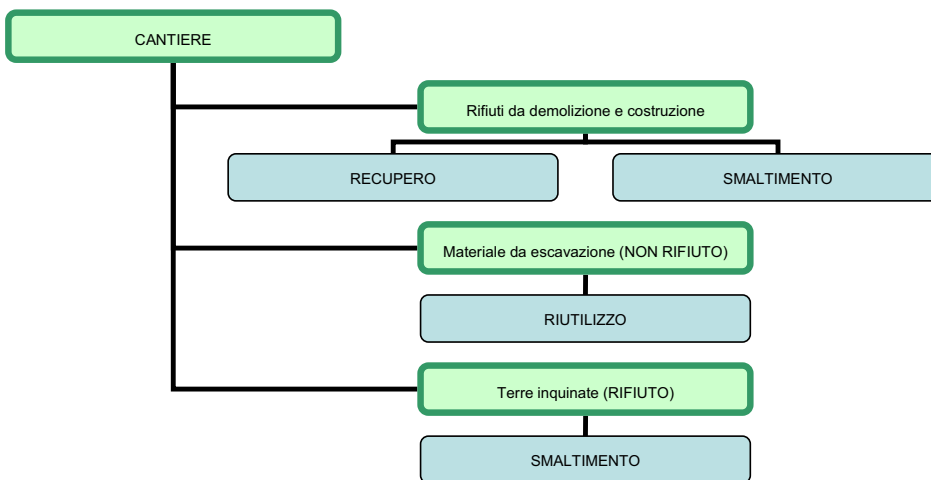 CANTIERE
Rifiuti da demolizione e costruzione
RECUPERO
SMALTIMENTO
Materiale da escavazione (NON RIFIUTO)
RIUTILIZZO
Terre inquinate (RIFIUTO)
SMALTIMENTO